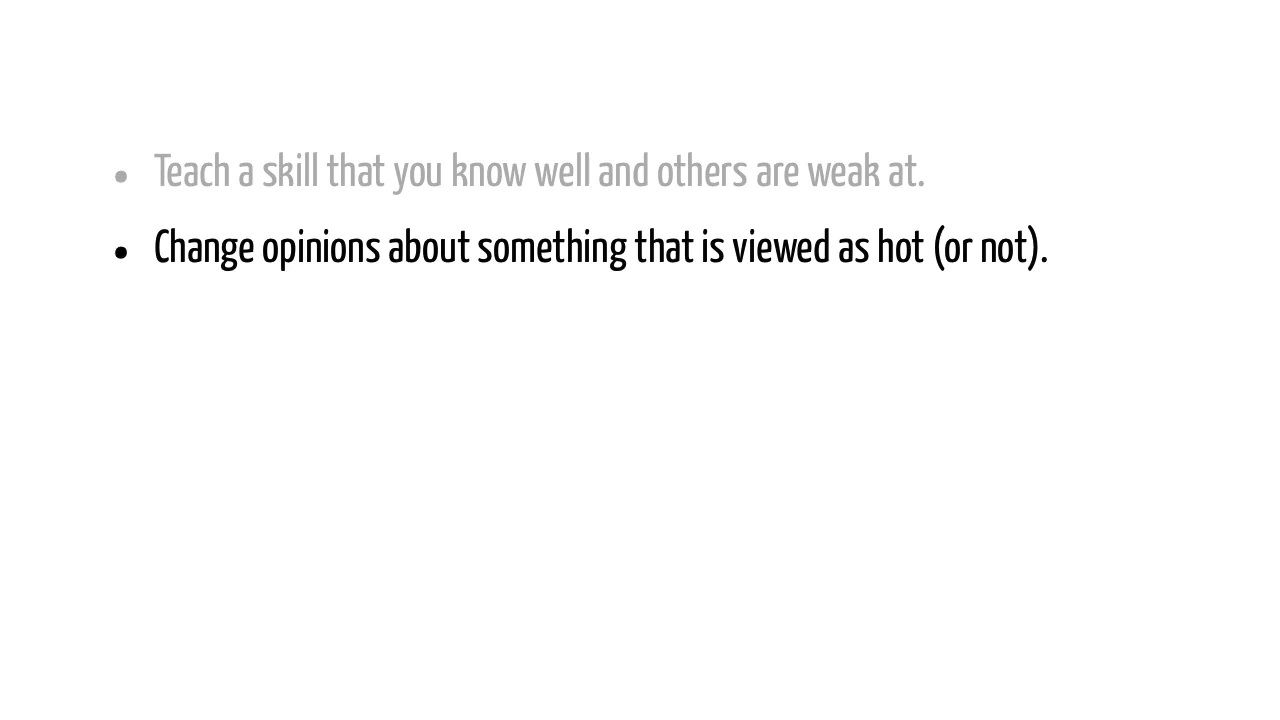 • Teach a skill that you know well and others are weak at.
• Change opinions about something that is viewed as hot (or not).